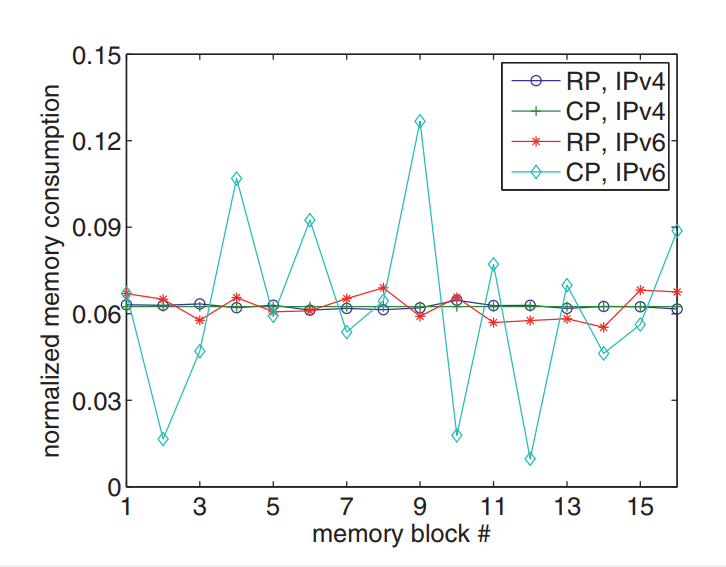 0.15
0.12
0.09
0.06
0.03
0
normalized memory consumption
RP, IPv4
CP, IPv4
RP, IPv6
CP, IPv6
1 3 5 7 9 11 13 15
memory block #